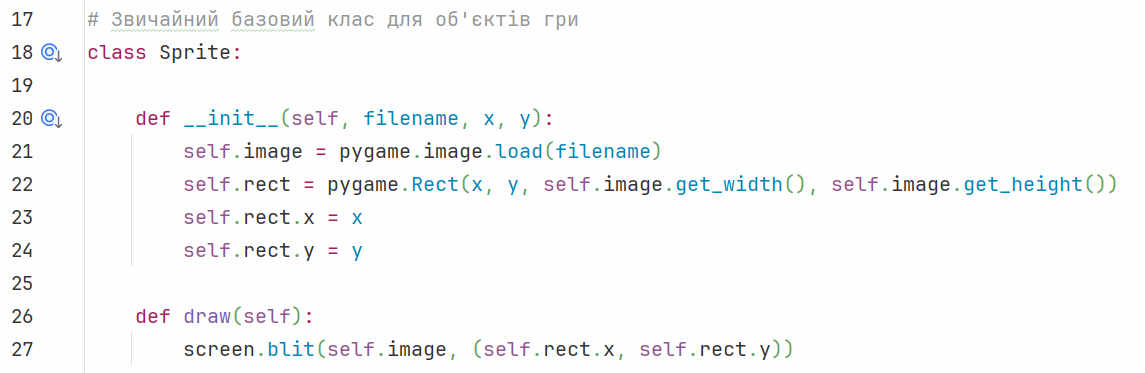 17 # Звичайний базовий клас для об'єктів гри
18 class Sprite:
19
20 def __init__(self, filename, x, y):
21 self.image = pygame.image.load(filename)
22 self.rect = pygame.Rect(x, y, self.image.get_width(), self.image.get_height())
23 self.rect.x = x
24 self.rect.y = y
25
26 def draw(self):
27 screen.blit(self.image, (self.rect.x, self.rect.y))